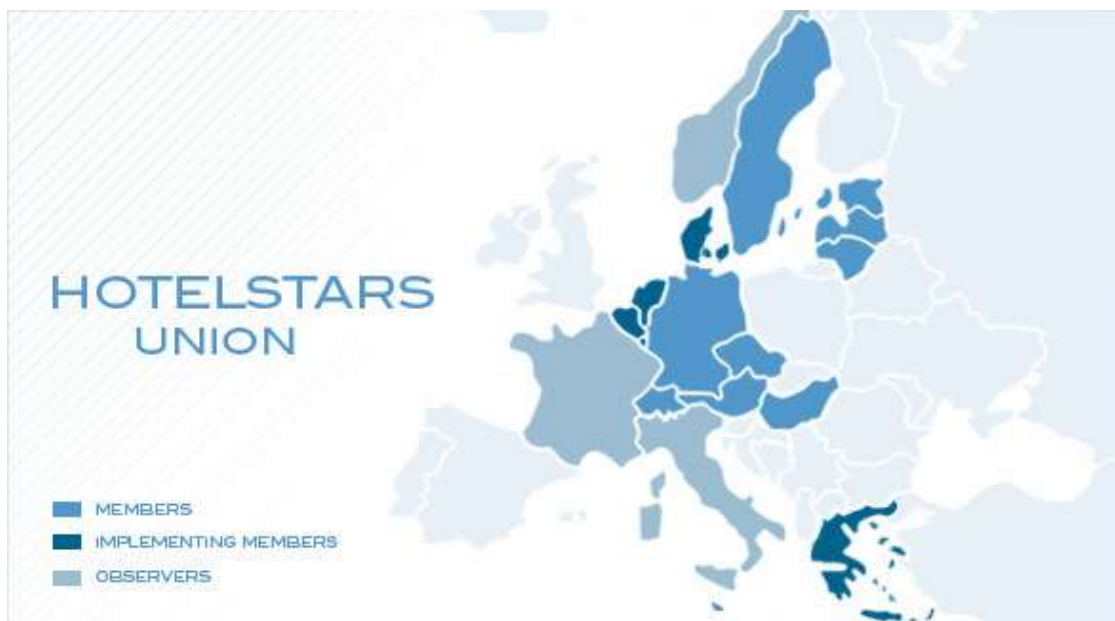 HOTELSTARS
UNION
MEMBERS
IMPLEMENTING MEMBERS
OBSERVERS